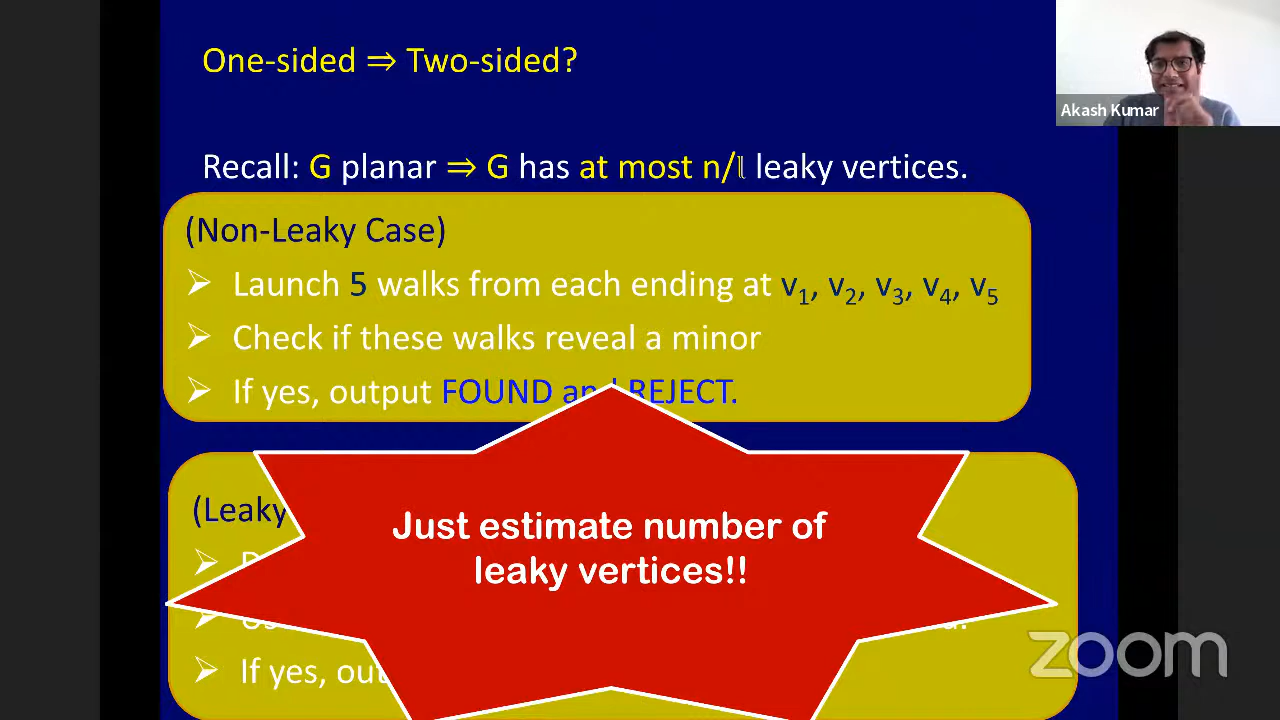 One-sided ⇒ Two-sided?
Akash Kumar
Recall: G planar ⇒ G has at most n/l leaky vertices.
(Non-Leaky Case)
➢ Launch 5 walks from each ending at v1, v2, v3, v4, v5
➢ Check if these walks reveal a minor
➢ If yes, output FOUND and REJECT.
(Leaky
Just estimate number of
leaky vertices!!
➢ If yes, out
zoom